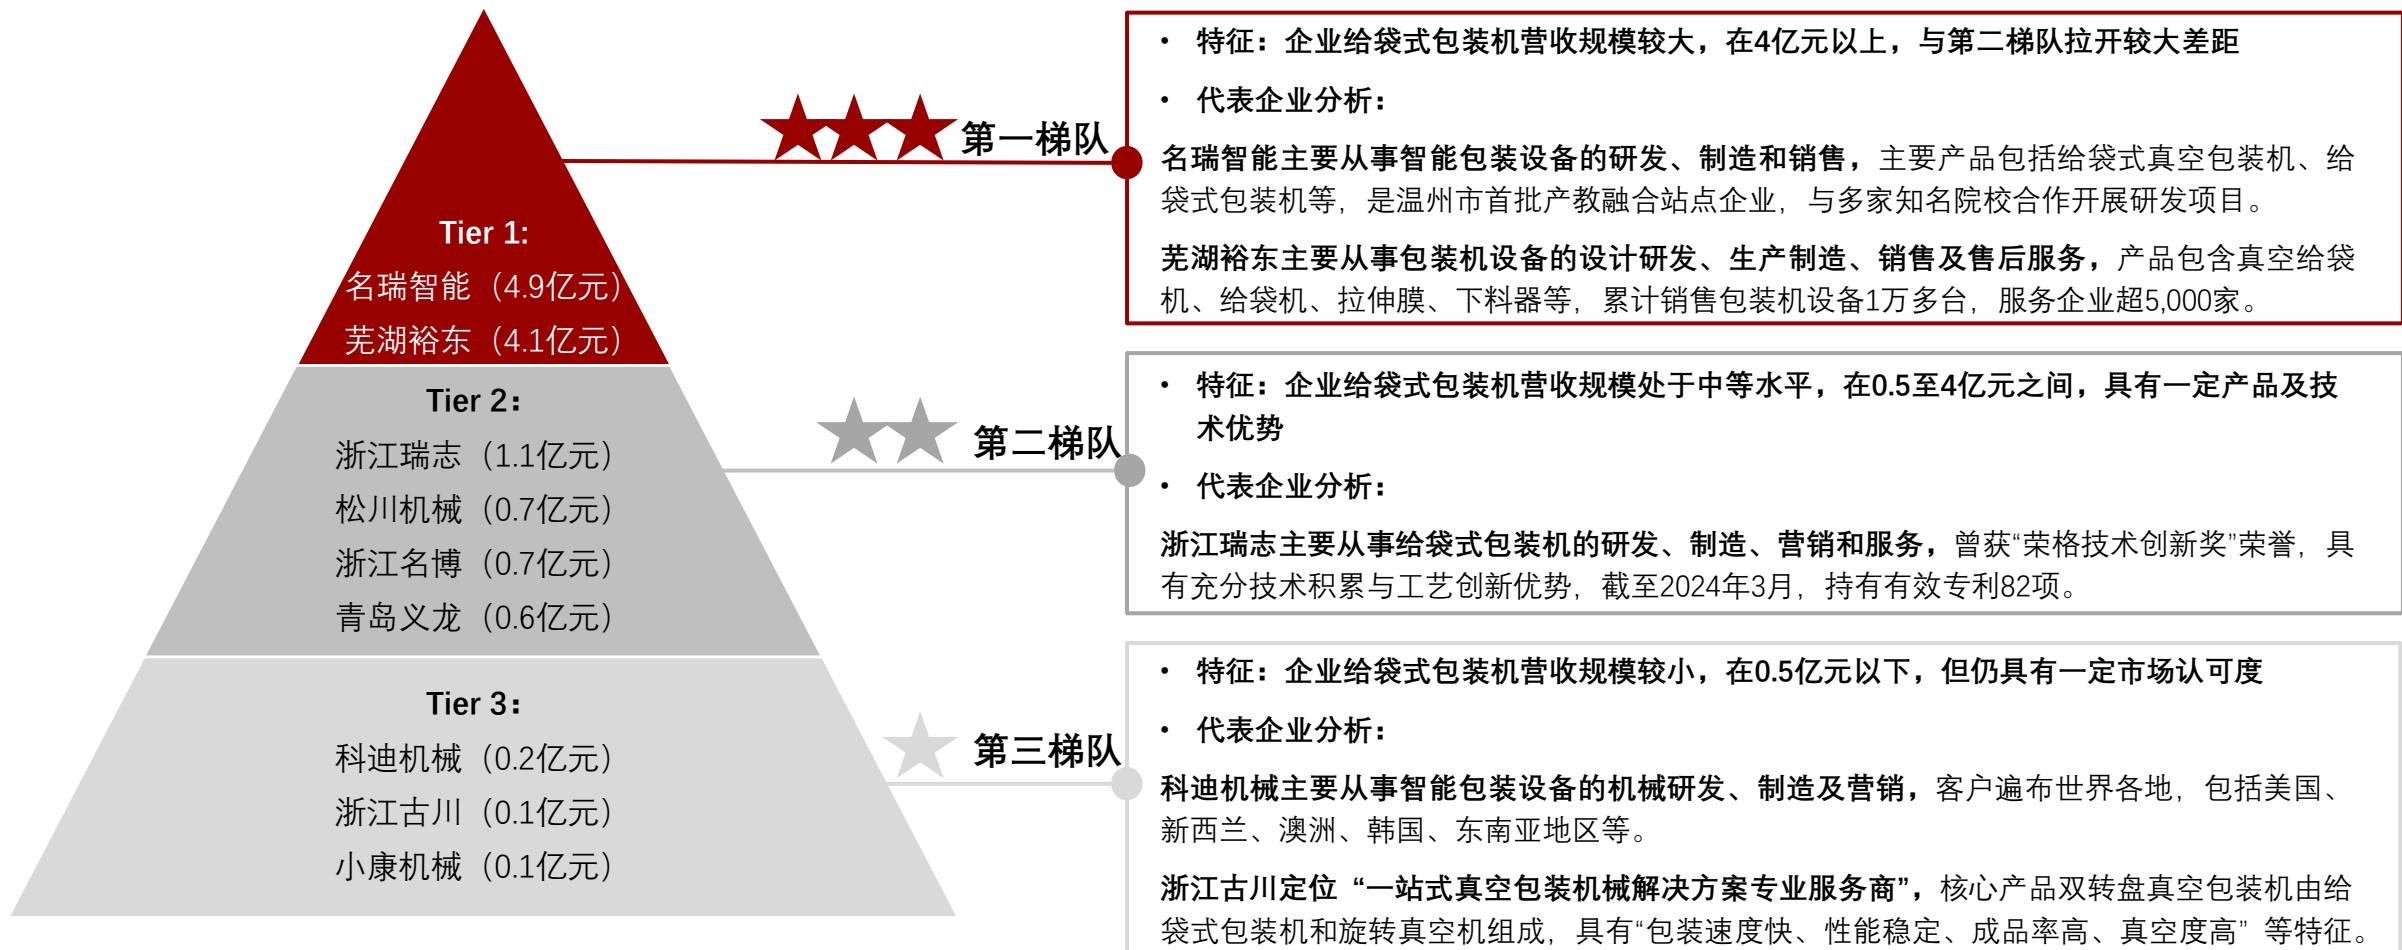 Tier 1:
名瑞智能（4.9亿元）
芜湖裕东（4.1亿元）
Tier 2：
浙江瑞志（1.1亿元）
松川机械（0.7亿元）
浙江名博（0.7亿元）
青岛义龙（0.6亿元）
Tier 3：
科迪机械（0.2亿元）
浙江古川（0.1亿元）
小康机械（0.1亿元）
第一梯队
• 特征：企业给袋式包装机营收规模较大，在4亿元以上，与第二梯队拉开较大差距
• 代表企业分析：
名瑞智能主要从事智能包装设备的研发、制造和销售，主要产品包括给袋式真空包装机、给
袋式包装机等，是温州市首批产教融合站点企业，与多家知名院校合作开展研发项目。
芜湖裕东主要从事包装机设备的设计研发、生产制造、销售及售后服务，产品包含真空给袋
机、给袋机、拉伸膜、下料器等，累计销售包装机设备1万多台，服务企业超5,000家。
第二梯队
• 特征：企业给袋式包装机营收规模处于中等水平，在0.5至4亿元之间，具有一定产品及技
术优势
• 代表企业分析：
浙江瑞志主要从事给袋式包装机的研发、制造、营销和服务，曾获“荣格技术创新奖”荣誉，具
有充分技术积累与工艺创新优势，截至2024年3月，持有有效专利82项。
第三梯队
• 特征：企业给袋式包装机营收规模较小，在0.5亿元以下，但仍具有一定市场认可度
• 代表企业分析：
科迪机械主要从事智能包装设备的机械研发、制造及营销，客户遍布世界各地，包括美国、
新西兰、澳洲、韩国、东南亚地区等。
浙江古川定位 “一站式真空包装机械解决方案专业服务商”，核心产品双转盘真空包装机由给
袋式包装机和旋转真空机组成，具有“包装速度快、性能稳定、成品率高、真空度高” 等特征。